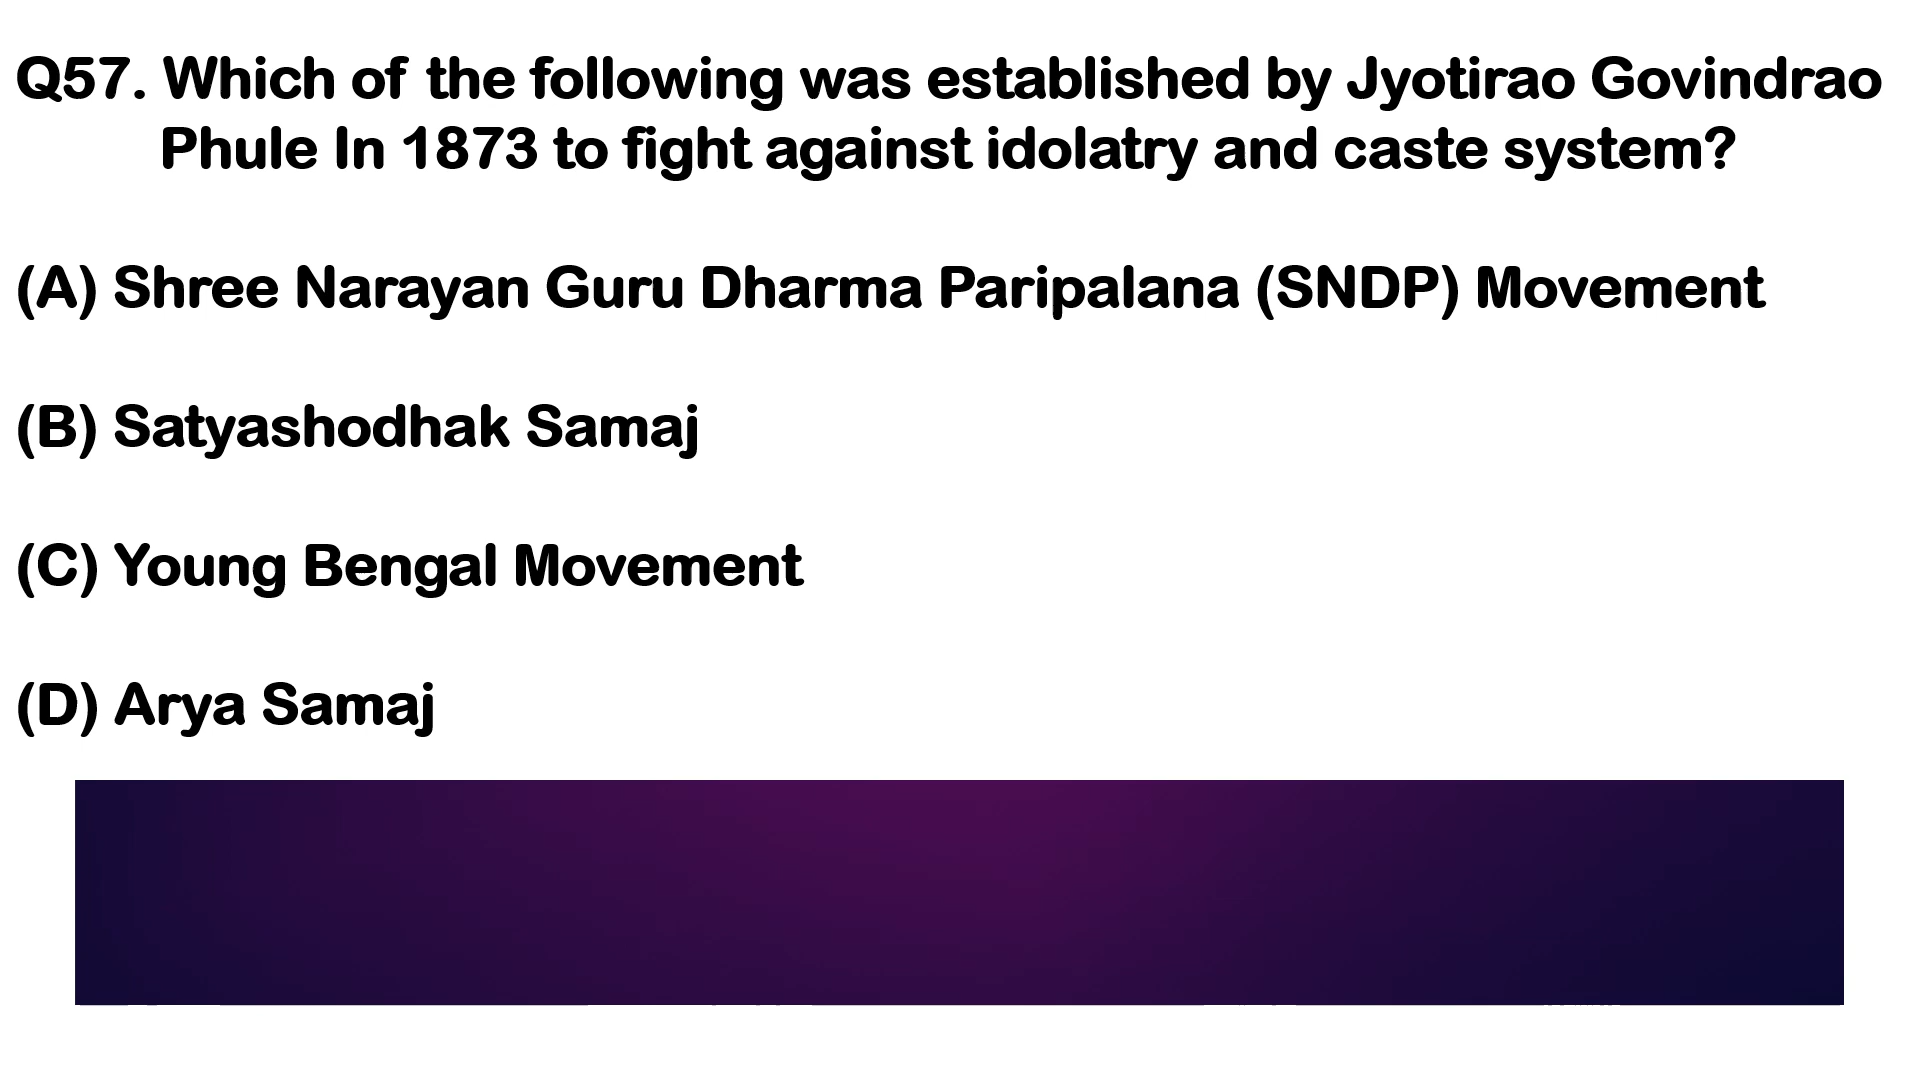 Q57. Which of the following was established by Jyotirao Govindrao
Phule In 1873 to fight against idolatry and caste system?
(A) Shree Narayan Guru Dharma Paripalana (SNDP) Movement
(B) Satyashodhak Samaj
(C) Young Bengal Movement
(D) Arya Samaj